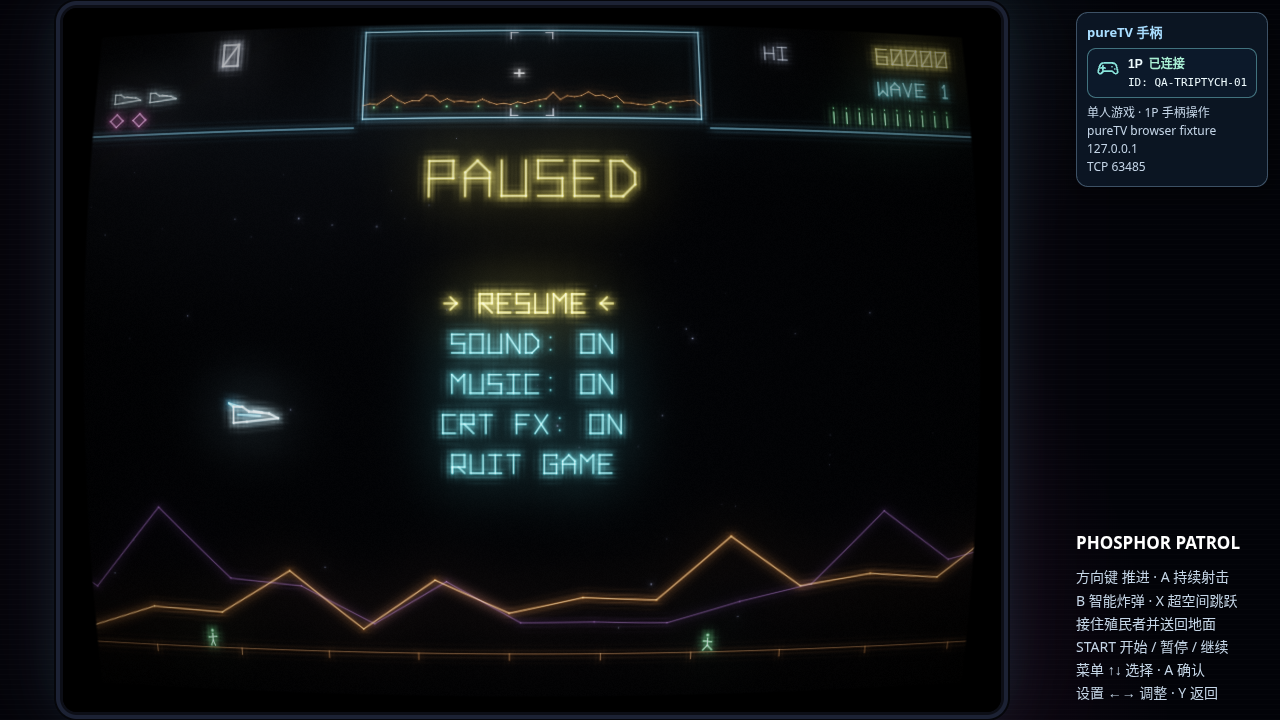 0
HI
60000
WAVE 1
PAUSED
→ RESUME ←
SOUND: ON
MUSIC: ON
CRT FX: ON
RUIT GAME
pureTV 手柄
1P 已连接
ID: QA-TRIPTYCH-01
单人游戏 · 1P 手柄操作
pureTV browser fixture
127.0.0.1
TCP 63485
PHOSPHOR PATROL
方向键 推进 · A 持续射击
B 智能炸弹 · X 超空间跳跃
接住殖民者并送回地面
START 开始 / 暂停 / 继续
菜单 ↑↓ 选择 · A 确认
设置 ←→ 调整 · Y 返回